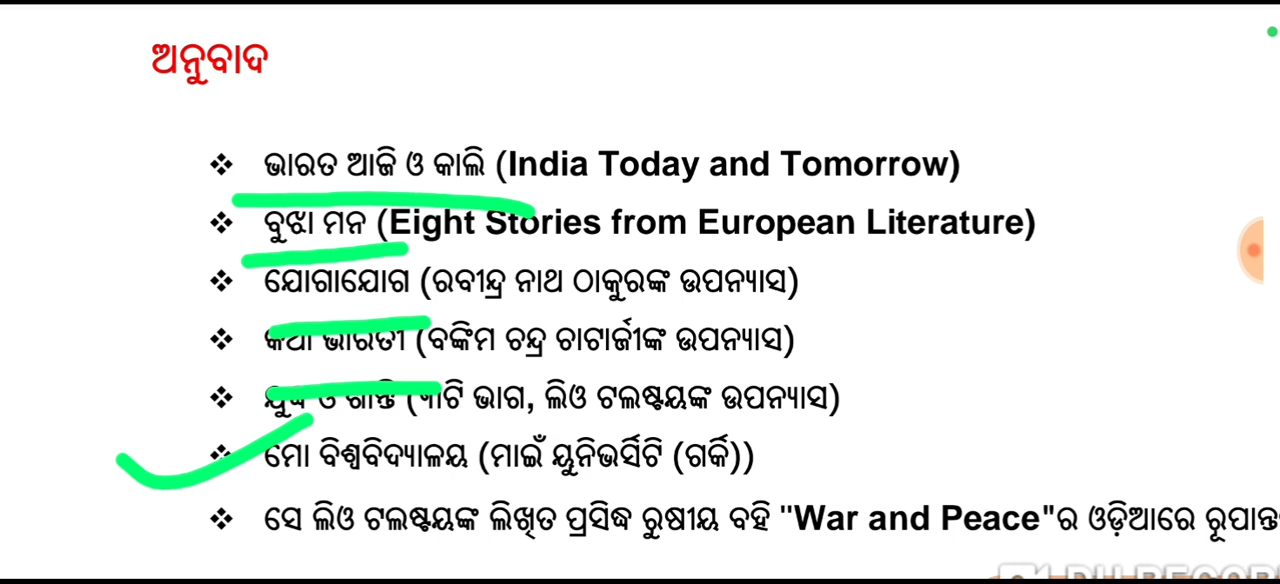 ଅନୁବାଦ
❖ ଭାରତ ଆଜି ଓ କାଲି (India Today and Tomorrow)
❖ ବୁଝା ମନ (Eight Stories from European Literature)
❖ ଯୋଗାଯୋଗ (ରବୀନ୍ଦ୍ର ନାଥ ଠାକୁରଙ୍କ ଉପନ୍ୟାସ)
❖ କଥା ଭାରତୀ (ବଙ୍କିମ ଚନ୍ଦ୍ର ଚାଟାର୍ଜୀଙ୍କ ଉପନ୍ୟାସ)
❖ ଯୁଦ୍ଧ ଓ ଶାନ୍ତି ଭାଗ, ଲିଓ ଟଲଷ୍ଟୟଙ୍କ ଉପନ୍ୟାସ)
❖ ମୋ ବିଶ୍ୱବିଦ୍ୟାଳୟ (ମାଇଁ ୟୁନିଭର୍ସିଟି (ଗର୍କି))
❖ ସେ ଲିଓ ଟଲଷ୍ଟୟଙ୍କ ଲିଖିତ ପ୍ରସିଦ୍ଧ ରୁଷୀୟ ବହି "War and Peace"ର ଓଡ଼ିଆରେ